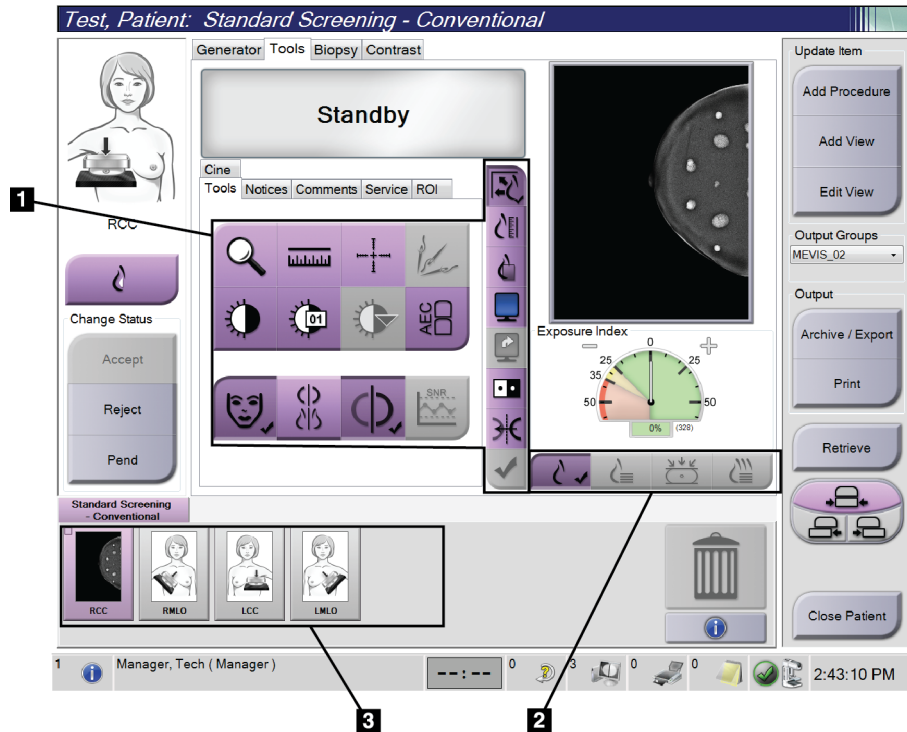 Test, Patient: Standard Screening - Conventional
Generator Tools Biopsy Contrast
Update Item
Standby
Add Procedure
Add View
Edit View
Cine
Tools Notices Comments Service ROI
1
RCC
01
AEC
Output Groups
MEVIS_02
Output
Archive / Export
Print
Change Status
Accept
Reject
Pend
SNR
Exposure Index
0
25 25
35
50 50
0% (328)
Retrieve
Standard Screening
- Conventional
RCC RMLO LCC LMLO
Close Patient
1 Manager, Tech ( Manager ) --:-- 0 3 0 0 2:43:10 PM
3 2